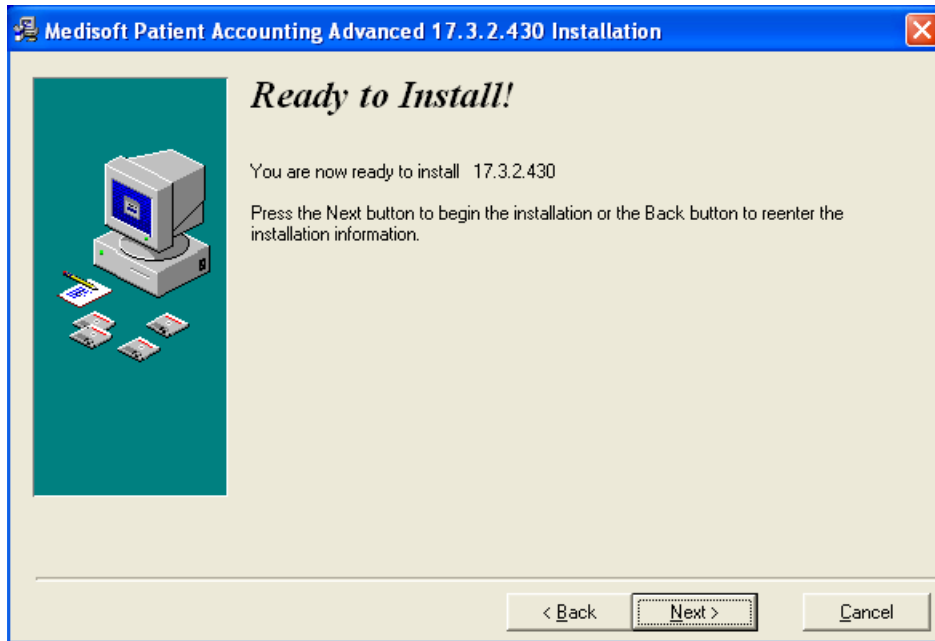 Medisoft Patient Accounting Advanced 17.3.2.430 Installation
Ready to Install!
You are now ready to install 17.3.2.430
Press the Next button to begin the installation or the Back button to reenter the
installation information.
< Back
Next >
Cancel